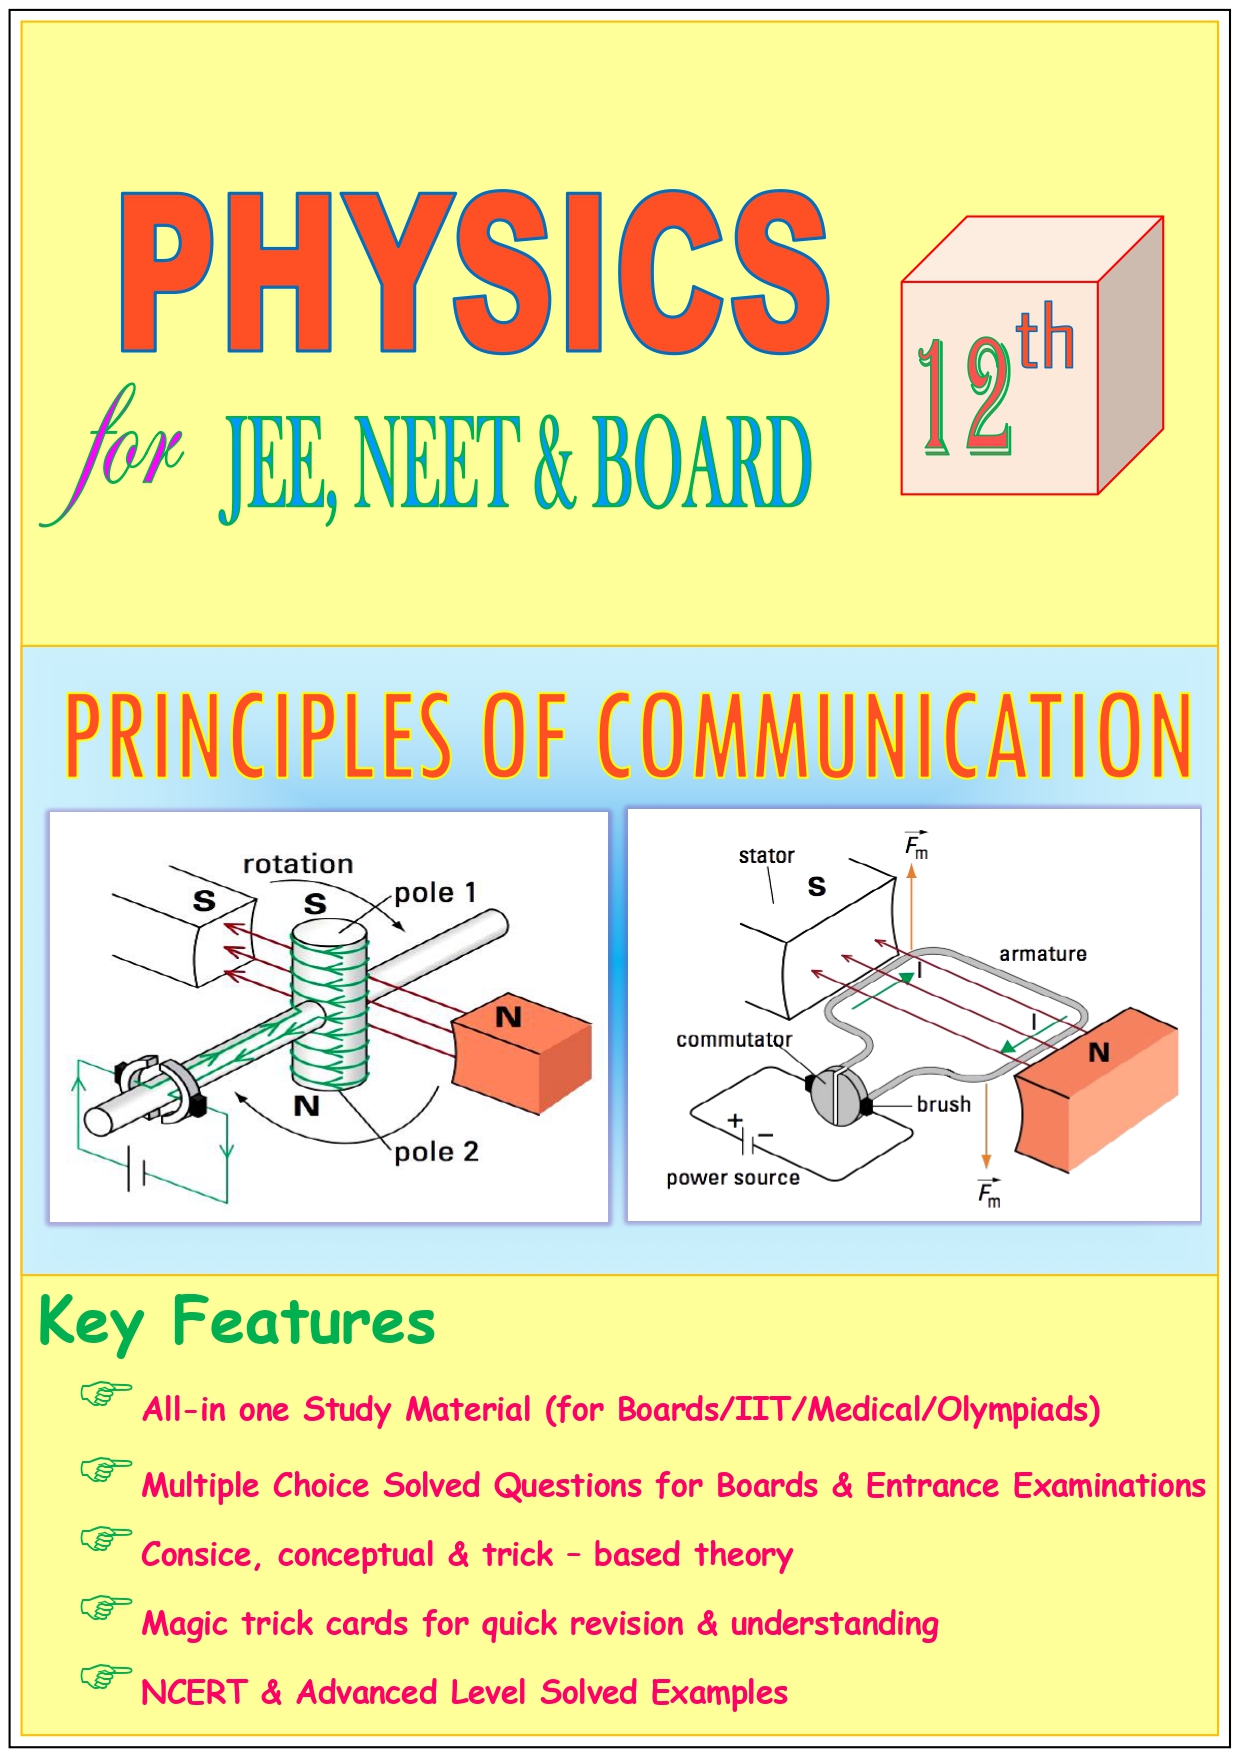 PHYSICS
12th
for JEE, NEET & BOARD
PRINCIPLES OF COMMUNICATION
rotation
S
S
pole 1
N
N
pole 2
stator
S
Fm
armature
I
I
commutator
N
brush
+ −
power source
Fm
Key Features
All-in one Study Material (for Boards/IIT/Medical/Olympiads)
Multiple Choice Solved Questions for Boards & Entrance Examinations
Consice, conceptual & trick – based theory
Magic trick cards for quick revision & understanding
NCERT & Advanced Level Solved Examples